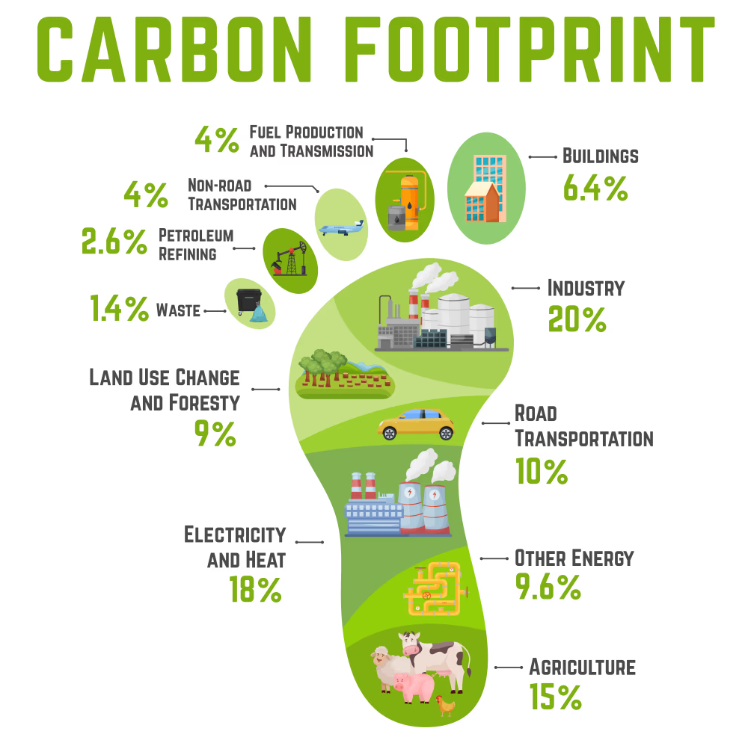 CARBON FOOTPRINT
4% FUEL PRODUCTION
AND TRANSMISSION
BUILDINGS
6.4%
4% NON-ROAD
TRANSPORTATION
2.6% PETROLEUM
REFINING
1.4% WASTE
INDUSTRY
20%
LAND USE CHANGE
AND FORESTY
9%
ROAD
TRANSPORTATION
10%
ELECTRICITY
AND HEAT
18%
OTHER ENERGY
9.6%
AGRICULTURE
15%